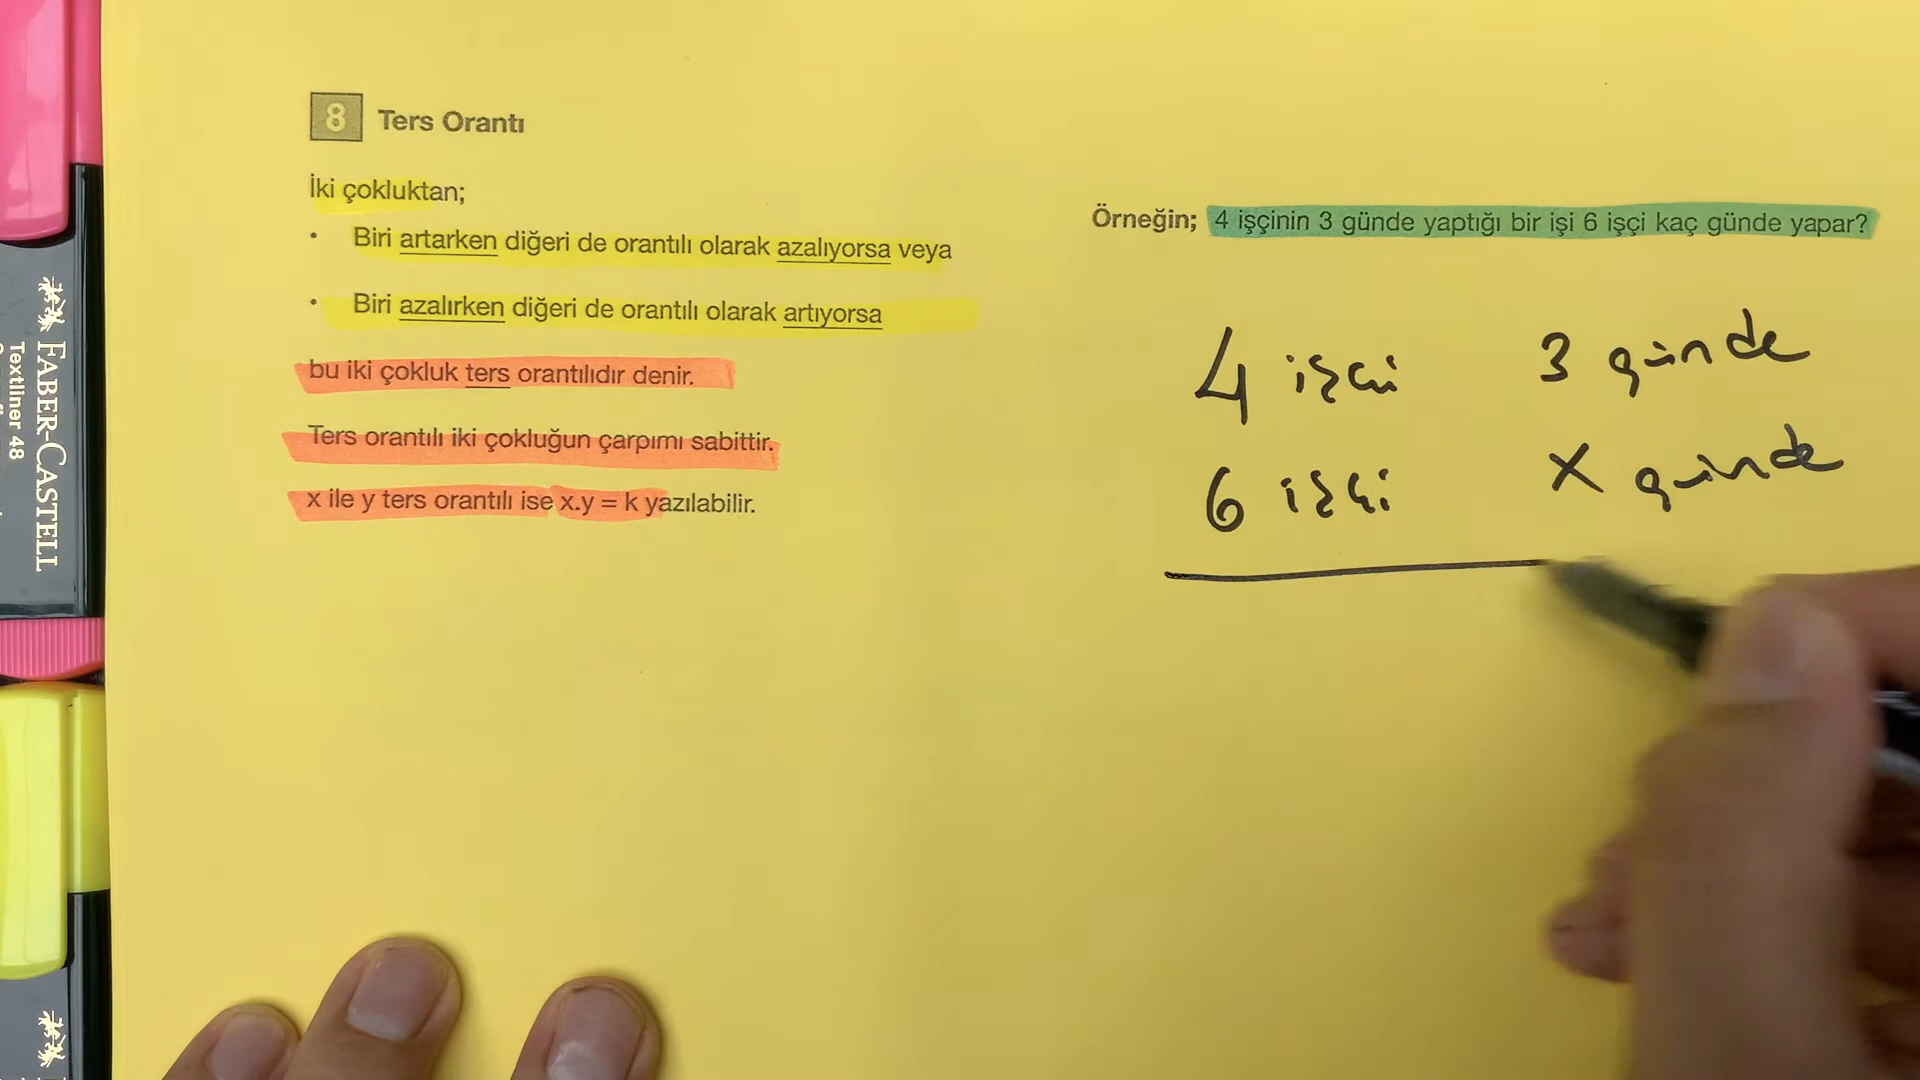 8 Ters Orantı
İki çokluktan;
• Biri artarken diğeri de orantılı olarak azalıyorsa veya
• Biri azalırken diğeri de orantılı olarak artıyorsa
bu iki çokluk ters orantılıdır denir.
Ters orantılı iki çokluğun çarpımı sabittir.
x ile y ters orantılı ise x.y = k yazılabilir.
Örneğin; 4 işçinin 3 günde yaptığı bir işi 6 işçi kaç günde yapar?
4 işçi 3 günde
6 işçi x günde
FABER-CASTELL
Textliner 48